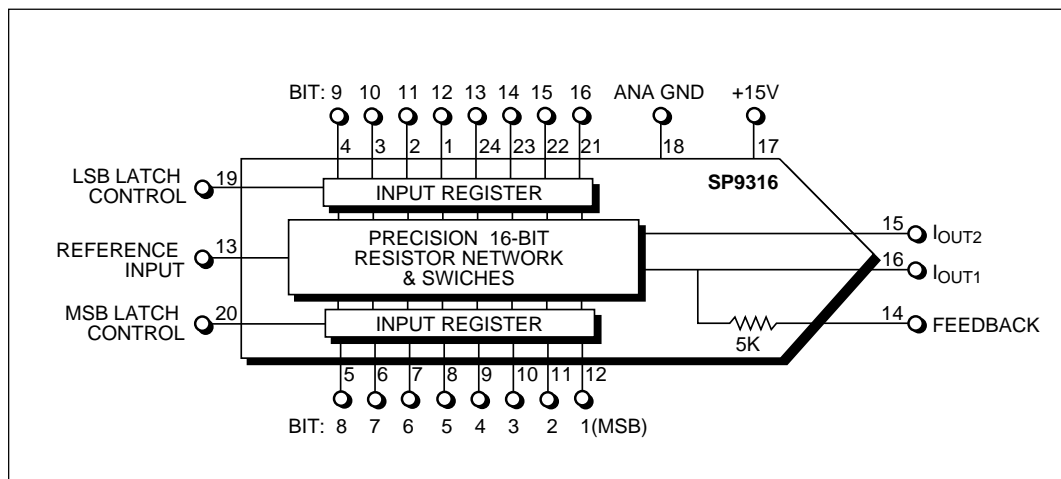 BIT: 9 10 11 12 13 14 15 16 ANA GND +15V
4 3 2 1 24 23 22 21 18 17
LSB LATCH CONTROL 19
INPUT REGISTER
SP9316
REFERENCE INPUT 13
PRECISION 16-BIT
RESISTOR NETWORK
& SWICHES
15 IOUT2
16 IOUT1
MSB LATCH CONTROL 20
INPUT REGISTER
5K
14 FEEDBACK
5 6 7 8 9 10 11 12
BIT: 8 7 6 5 4 3 2 1(MSB)